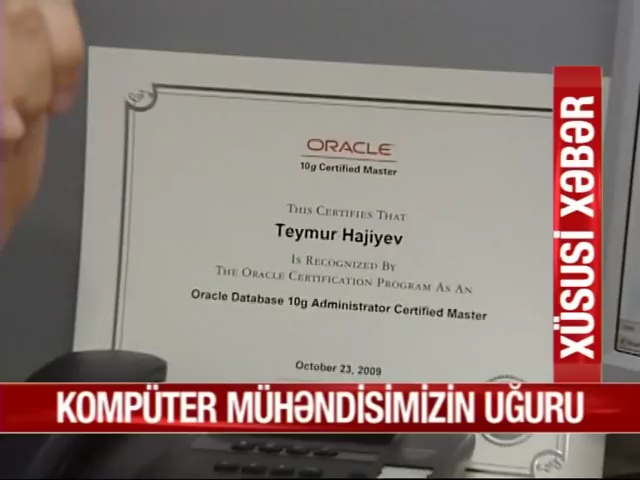 ORACLE
10g Certified Master
THIS CERTIFIES THAT
Teymur Hajiyev
IS RECOGNIZED BY
THE ORACLE CERTIFICATION PROGRAM AS AN
Oracle Database 10g Administrator Certified Master
October 23, 2009
XÜSUSİ XƏBƏR
KOMPÜTER MÜHƏNDİSİMİZİN UĞURU